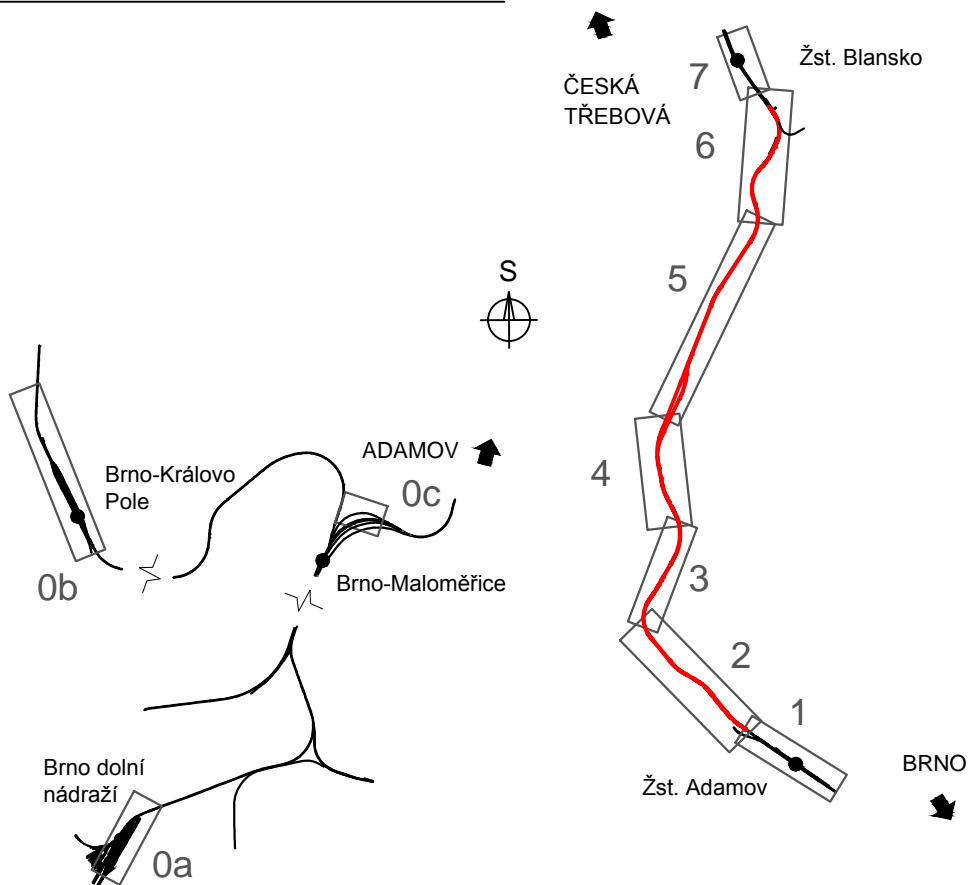 Žst. Blansko
ČESKÁ
TŘEBOVÁ
7
6
5
S
4
ADAMOV
0c
Brno-Královo
Pole
0b
Brno-Maloměřice
3
2
1
Brno dolní
nádraží
0a
Žst. Adamov
BRNO